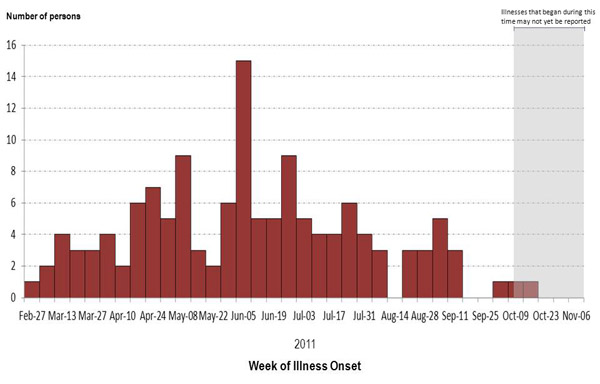 Illnesses that began during this
Number of persons
time may not yet be reported
16
14
12
10
8
6
4
2
0
Feb-27 Mar-13 Mar-27 Apr-10 Apr-24 May-08 May-22 Jun-05 Jun-19 Jul-03 Jul-17 Jul-31 Aug-14 Aug-28 Sep-11 Sep-25 Oct-09 Oct-23 Nov-06
2011
Week of Illness Onset